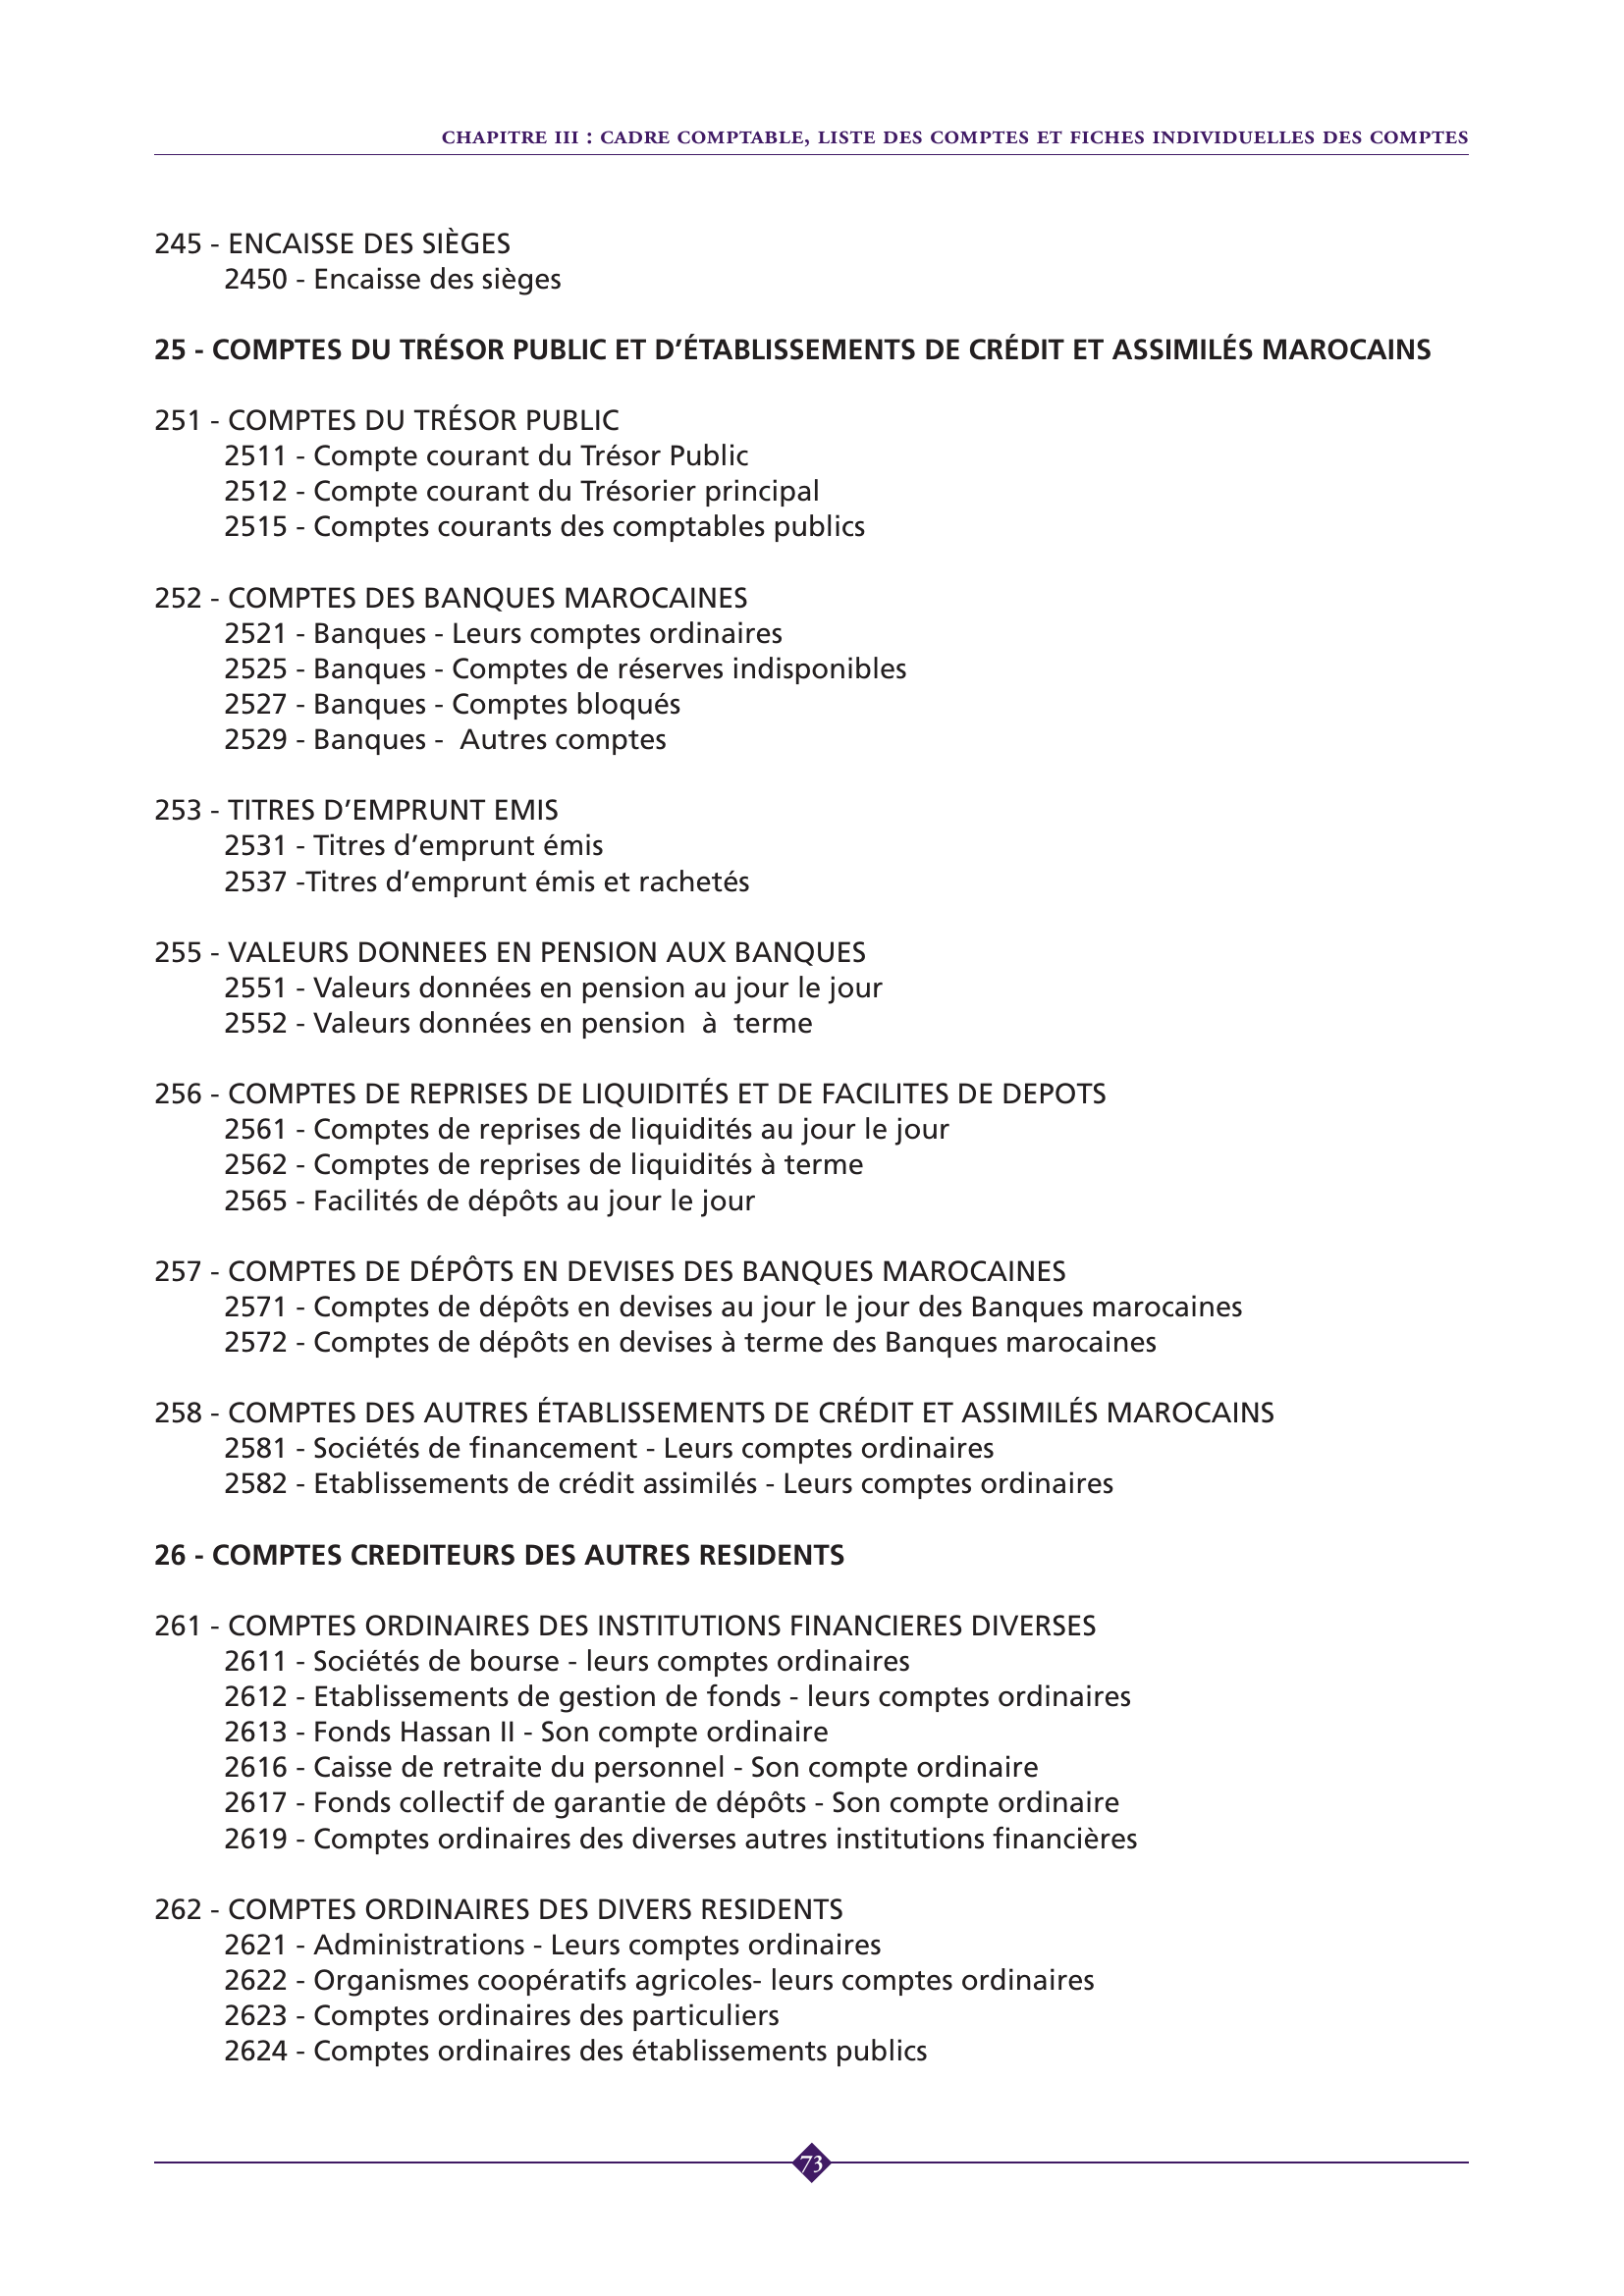 CHAPITRE III : CADRE COMPTABLE, LISTE DES COMPTES ET FICHES INDIVIDUELLES DES COMPTES
245 - ENCAISSE DES SIÈGES
2450 - Encaisse des sièges
25 - COMPTES DU TRÉSOR PUBLIC ET D’ÉTABLISSEMENTS DE CRÉDIT ET ASSIMILÉS MAROCAINS
251 - COMPTES DU TRÉSOR PUBLIC
2511 - Compte courant du Trésor Public
2512 - Compte courant du Trésorier principal
2515 - Comptes courants des comptables publics
252 - COMPTES DES BANQUES MAROCAINES
2521 - Banques - Leurs comptes ordinaires
2525 - Banques - Comptes de réserves indisponibles
2527 - Banques - Comptes bloqués
2529 - Banques -  Autres comptes
253 - TITRES D’EMPRUNT EMIS
2531 - Titres d’emprunt émis
2537 -Titres d’emprunt émis et rachetés
255 - VALEURS DONNEES EN PENSION AUX BANQUES
2551 - Valeurs données en pension au jour le jour
2552 - Valeurs données en pension  à  terme
256 - COMPTES DE REPRISES DE LIQUIDITÉS ET DE FACILITES DE DEPOTS
2561 - Comptes de reprises de liquidités au jour le jour
2562 - Comptes de reprises de liquidités à terme
2565 - Facilités de dépôts au jour le jour
257 - COMPTES DE DÉPÔTS EN DEVISES DES BANQUES MAROCAINES
2571 - Comptes de dépôts en devises au jour le jour des Banques marocaines
2572 - Comptes de dépôts en devises à terme des Banques marocaines
258 - COMPTES DES AUTRES ÉTABLISSEMENTS DE CRÉDIT ET ASSIMILÉS MAROCAINS
2581 - Sociétés de financement - Leurs comptes ordinaires
2582 - Etablissements de crédit assimilés - Leurs comptes ordinaires
26 - COMPTES CREDITEURS DES AUTRES RESIDENTS
261 - COMPTES ORDINAIRES DES INSTITUTIONS FINANCIERES DIVERSES
2611 - Sociétés de bourse - leurs comptes ordinaires
2612 - Etablissements de gestion de fonds - leurs comptes ordinaires
2613 - Fonds Hassan II - Son compte ordinaire
2616 - Caisse de retraite du personnel - Son compte ordinaire
2617 - Fonds collectif de garantie de dépôts - Son compte ordinaire
2619 - Comptes ordinaires des diverses autres institutions financières
262 - COMPTES ORDINAIRES DES DIVERS RESIDENTS
2621 - Administrations - Leurs comptes ordinaires
2622 - Organismes coopératifs agricoles- leurs comptes ordinaires
2623 - Comptes ordinaires des particuliers
2624 - Comptes ordinaires des établissements publics
73